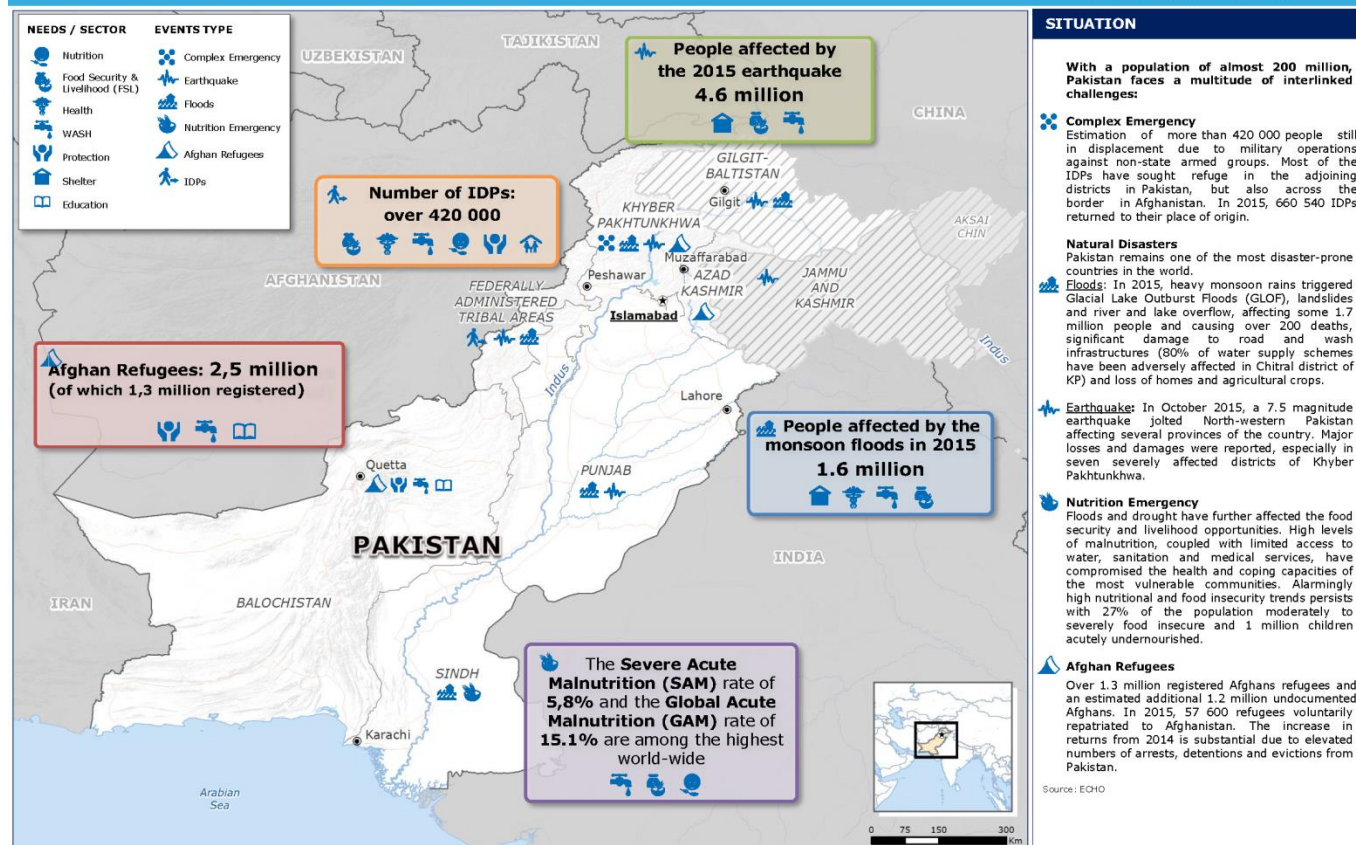 NEEDS / SECTOR
Nutrition
Food Security &
Livelihood (FSL)
Health
WASH
Protection
Shelter
Education
EVENTS TYPE
Complex Emergency
Earthquake
Floods
Nutrition Emergency
Afghan Refugees
IDPs
UZBEKISTAN
TAJIKISTAN
CHINA
People affected by
the 2015 earthquake
4.6 million
GILGIT-
BALTISTAN
Gilgit
Number of IDPs:
over 420 000
KHYBER
PAKHTUNKHWA
AKSAI
CHIN
Muzaffarabad
Peshawar
AZAD
KASHMIR
JAMMU
AND
KASHMIR
AFGHANISTAN
FEDERALLY
ADMINISTERED
TRIBAL AREAS
Islamabad
Indus
Indus
Afghan Refugees: 2,5 million
(of which 1,3 million registered)
Lahore
People affected by the
monsoon floods in 2015
1.6 million
Quetta
PUNJAB
PAKISTAN
INDIA
IRAN
BALOCHISTAN
SINDH
The Severe Acute
Malnutrition (SAM) rate of
5,8% and the Global Acute
Malnutrition (GAM) rate of
15.1% are among the highest
world-wide
Karachi
Arabian
Sea
0 75 150 300
Km
SITUATION
With a population of almost 200 million,
Pakistan faces a multitude of interlinked
challenges:
Complex Emergency
Estimation of more than 420 000 people still
in displacement due to military operations
against non-state armed groups. Most of the
IDPs have sought refuge in the adjoining
districts in Pakistan, but also across the
border in Afghanistan. In 2015, 660 540 IDPs
returned to their place of origin.
Natural Disasters
Pakistan remains one of the most disaster-prone
countries in the world.
Floods: In 2015, heavy monsoon rains triggered
Glacial Lake Outburst Floods (GLOF), landslides
and river and lake overflow, affecting some 1.7
million people and causing over 200 deaths,
significant damage to road and wash
infrastructures (80% of water supply schemes
have been adversely affected in Chitral district of
KP) and loss of homes and agricultural crops.
Earthquake: In October 2015, a 7.5 magnitude
earthquake jolted North-western Pakistan
affecting several provinces of the country. Major
losses and damages were reported, especially in
seven severely affected districts of Khyber
Pakhtunkhwa.
Nutrition Emergency
Floods and drought have further affected the food
security and livelihood opportunities. High levels
of malnutrition, coupled with limited access to
water, sanitation and medical services, have
compromised the health and coping capacities of
the most vulnerable communities. Alarmingly
high nutritional and food insecurity trends persists
with 27% of the population moderately to
severely food insecure and 1 million children
acutely undernourished.
Afghan Refugees
Over 1.3 million registered Afghans refugees and
an estimated additional 1.2 million undocumented
Afghans. In 2015, 57 600 refugees voluntarily
repatriated to Afghanistan. The increase in
returns from 2014 is substantial due to elevated
numbers of arrests, detentions and evictions from
Pakistan.
Source: ECHO